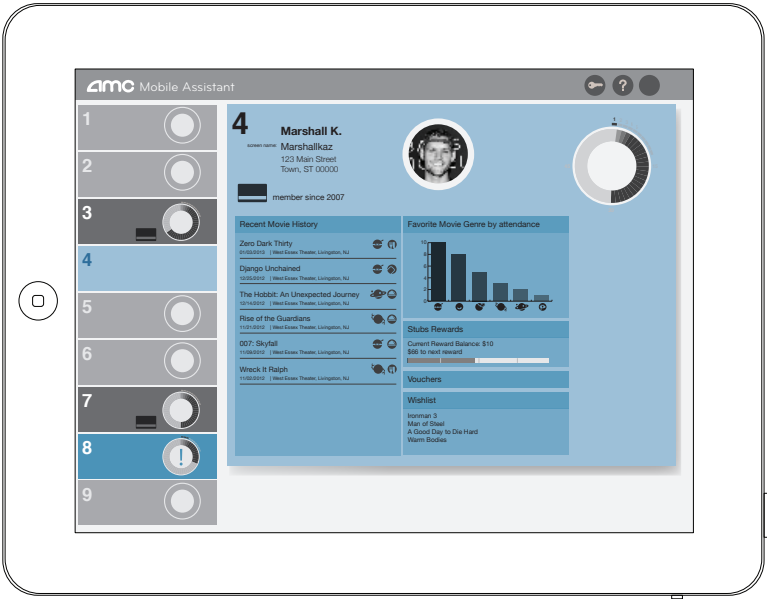 amc Mobile Assistant
?
1
2
3
4
5
6
7
8
!
9
4
Marshall K.
screen name Marshallkaz
123 Main Street
Town, ST 00000
member since 2007
1
Recent Movie History
Zero Dark Thirty
01/02/2013 | West Essex Theater, Livingston, NJ
Django Unchained
12/25/2012 | West Essex Theater, Livingston, NJ
The Hobbit: An Unexpected Journey
12/14/2012 | West Essex Theater, Livingston, NJ
Rise of the Guardians
11/21/2012 | West Essex Theater, Livingston, NJ
007: Skyfall
11/09/2012 | West Essex Theater, Livingston, NJ
Wreck It Ralph
11/02/2012 | West Essex Theater, Livingston, NJ
Favorite Movie Genre by attendance
10
8
6
4
2
0
Stubs Rewards
Current Reward Balance: $10
$66 to next reward
Vouchers
Wishlist
Ironman 3
Man of Steel
A Good Day to Die Hard
Warm Bodies